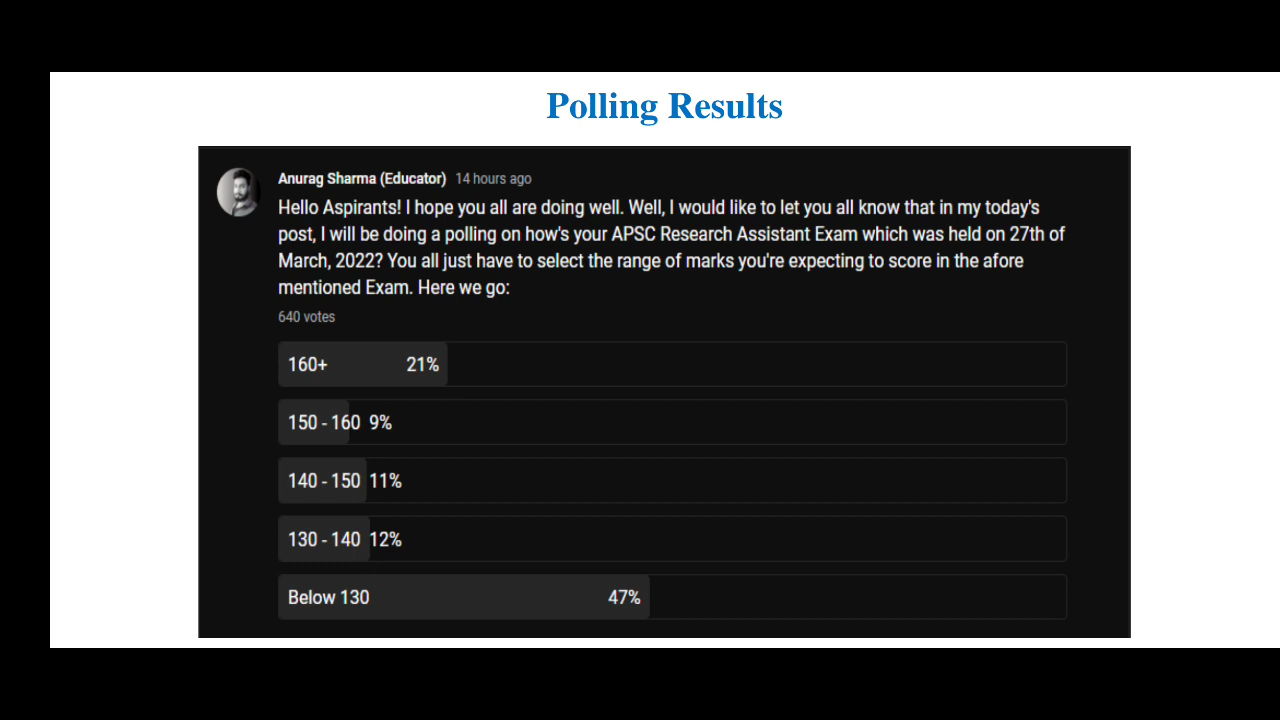 Polling Results
Anurag Sharma (Educator) 14 hours ago
Hello Aspirants! I hope you all are doing well. Well, I would like to let you all know that in my today's
post, I will be doing a polling on how's your APSC Research Assistant Exam which was held on 27th of
March, 2022? You all just have to select the range of marks you're expecting to score in the afore
mentioned Exam. Here we go:
640 votes
160+ 21%
150 - 160 9%
140 - 150 11%
130 - 140 12%
Below 130 47%